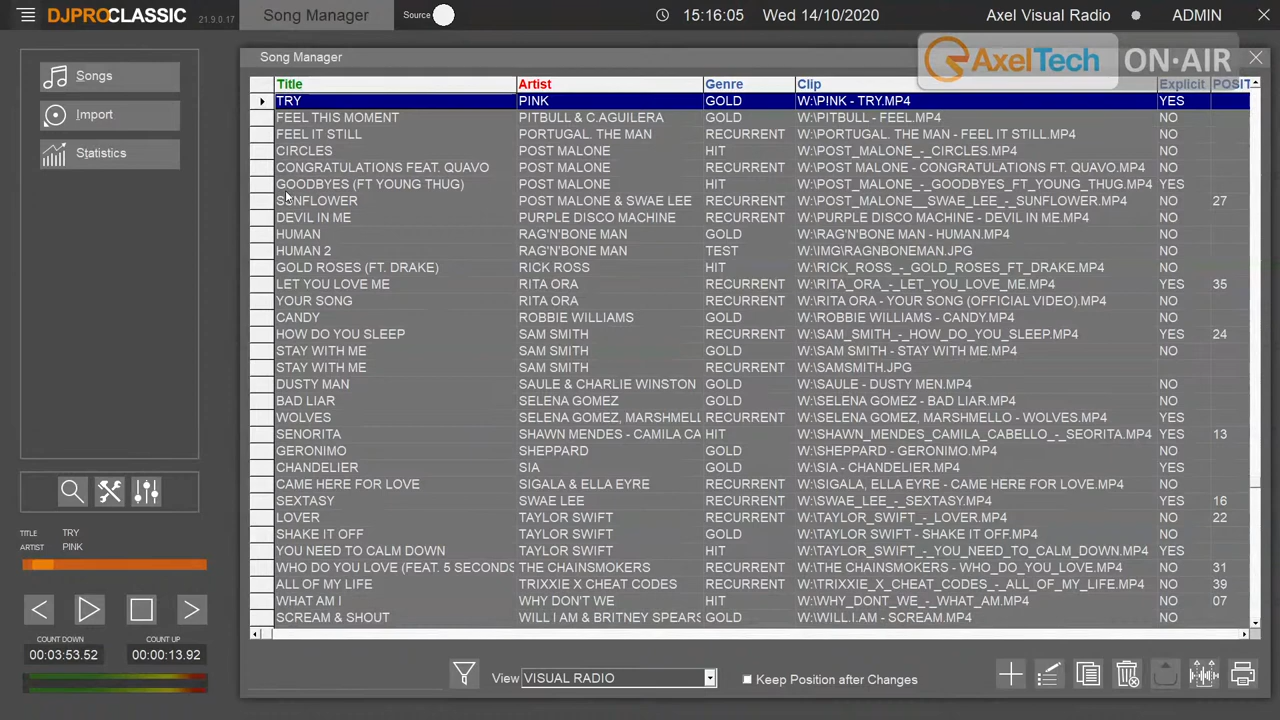 DJPROCLASSIC 21.9.0.17 Song Manager Source 15:16:05 Wed 14/10/2020 Axel Visual Radio ADMIN
Songs
Import
Statistics
TITLE TRY
ARTIST PINK
COUNT DOWN COUNT UP
00:03:53.52 00:00:13.92
Song Manager
AxelTech ON-AIR
Title Artist Genre Clip Explicit POSIT
TRY PINK GOLD W:\P!NK - TRY.MP4 YES
FEEL THIS MOMENT PITBULL & C.AGUILERA GOLD W:\PITBULL - FEEL.MP4 NO
FEEL IT STILL PORTUGAL. THE MAN RECURRENT W:\PORTUGAL. THE MAN - FEEL IT STILL.MP4 NO
CIRCLES POST MALONE HIT W:\POST_MALONE_-_CIRCLES.MP4 NO
CONGRATULATIONS FEAT. QUAVO POST MALONE RECURRENT W:\POST MALONE - CONGRATULATIONS FT. QUAVO.MP4 NO
GOODBYES (FT YOUNG THUG) POST MALONE HIT W:\POST_MALONE_-_GOODBYES_FT_YOUNG_THUG.MP4 YES
SUNFLOWER POST MALONE & SWAE LEE RECURRENT W:\POST_MALONE__SWAE_LEE_-_SUNFLOWER.MP4 NO 27
DEVIL IN ME PURPLE DISCO MACHINE RECURRENT W:\PURPLE DISCO MACHINE - DEVIL IN ME.MP4 NO
HUMAN RAG'N'BONE MAN GOLD W:\RAG'N'BONE MAN - HUMAN.MP4 NO
HUMAN 2 RAG'N'BONE MAN TEST W:\IMG\RAGNBONEMAN.JPG NO
GOLD ROSES (FT. DRAKE) RICK ROSS HIT W:\RICK_ROSS_-_GOLD_ROSES_FT_DRAKE.MP4 NO
LET YOU LOVE ME RITA ORA RECURRENT W:\RITA_ORA_-_LET_YOU_LOVE_ME.MP4 YES 35
YOUR SONG RITA ORA RECURRENT W:\RITA ORA - YOUR SONG (OFFICIAL VIDEO).MP4 NO
CANDY ROBBIE WILLIAMS GOLD W:\ROBBIE WILLIAMS - CANDY.MP4 NO
HOW DO YOU SLEEP SAM SMITH RECURRENT W:\SAM_SMITH_-_HOW_DO_YOU_SLEEP.MP4 YES 24
STAY WITH ME SAM SMITH GOLD W:\SAM SMITH - STAY WITH ME.MP4 NO
STAY WITH ME SAM SMITH RECURRENT W:\SAMSMITH.JPG
DUSTY MAN SAULE & CHARLIE WINSTON GOLD W:\SAULE - DUSTY MEN.MP4 NO
BAD LIAR SELENA GOMEZ GOLD W:\SELENA GOMEZ - BAD LIAR.MP4 NO
WOLVES SELENA GOMEZ, MARSHMELL RECURRENT W:\SELENA GOMEZ, MARSHMELLO - WOLVES.MP4 YES
SENORITA SHAWN MENDES - CAMILA CA HIT W:\SHAWN_MENDES_CAMILA_CABELLO_-_SEORITA.MP4 YES 13
GERONIMO SHEPPARD GOLD W:\SHEPPARD - GERONIMO.MP4 NO
CHANDELIER SIA GOLD W:\SIA - CHANDELIER.MP4 YES
CAME HERE FOR LOVE SIGALA & ELLA EYRE RECURRENT W:\SIGALA, ELLA EYRE - CAME HERE FOR LOVE.MP4 NO
SEXTASY SWAE LEE RECURRENT W:\SWAE_LEE_-_SEXTASY.MP4 YES 16
LOVER TAYLOR SWIFT RECURRENT W:\TAYLOR_SWIFT_-_LOVER.MP4 NO 22
SHAKE IT OFF TAYLOR SWIFT GOLD W:\TAYLOR SWIFT - SHAKE IT OFF.MP4 NO
YOU NEED TO CALM DOWN TAYLOR SWIFT HIT W:\TAYLOR_SWIFT_-_YOU_NEED_TO_CALM_DOWN.MP4 YES
WHO DO YOU LOVE (FEAT. 5 SECONDS THE CHAINSMOKERS RECURRENT W:\THE CHAINSMOKERS - WHO_DO_YOU_LOVE.MP4 NO 31
ALL OF MY LIFE TRIXXIE X CHEAT CODES RECURRENT W:\TRIXXIE_X_CHEAT_CODES_-_ALL_OF_MY_LIFE.MP4 NO 39
WHAT AM I WHY DON'T WE HIT W:\WHY_DONT_WE_-_WHAT_AM.MP4 NO 07
SCREAM & SHOUT WILL I AM & BRITNEY SPEARS GOLD W:\WILL.I.AM - SCREAM.MP4 NO
View VISUAL RADIO Keep Position after Changes